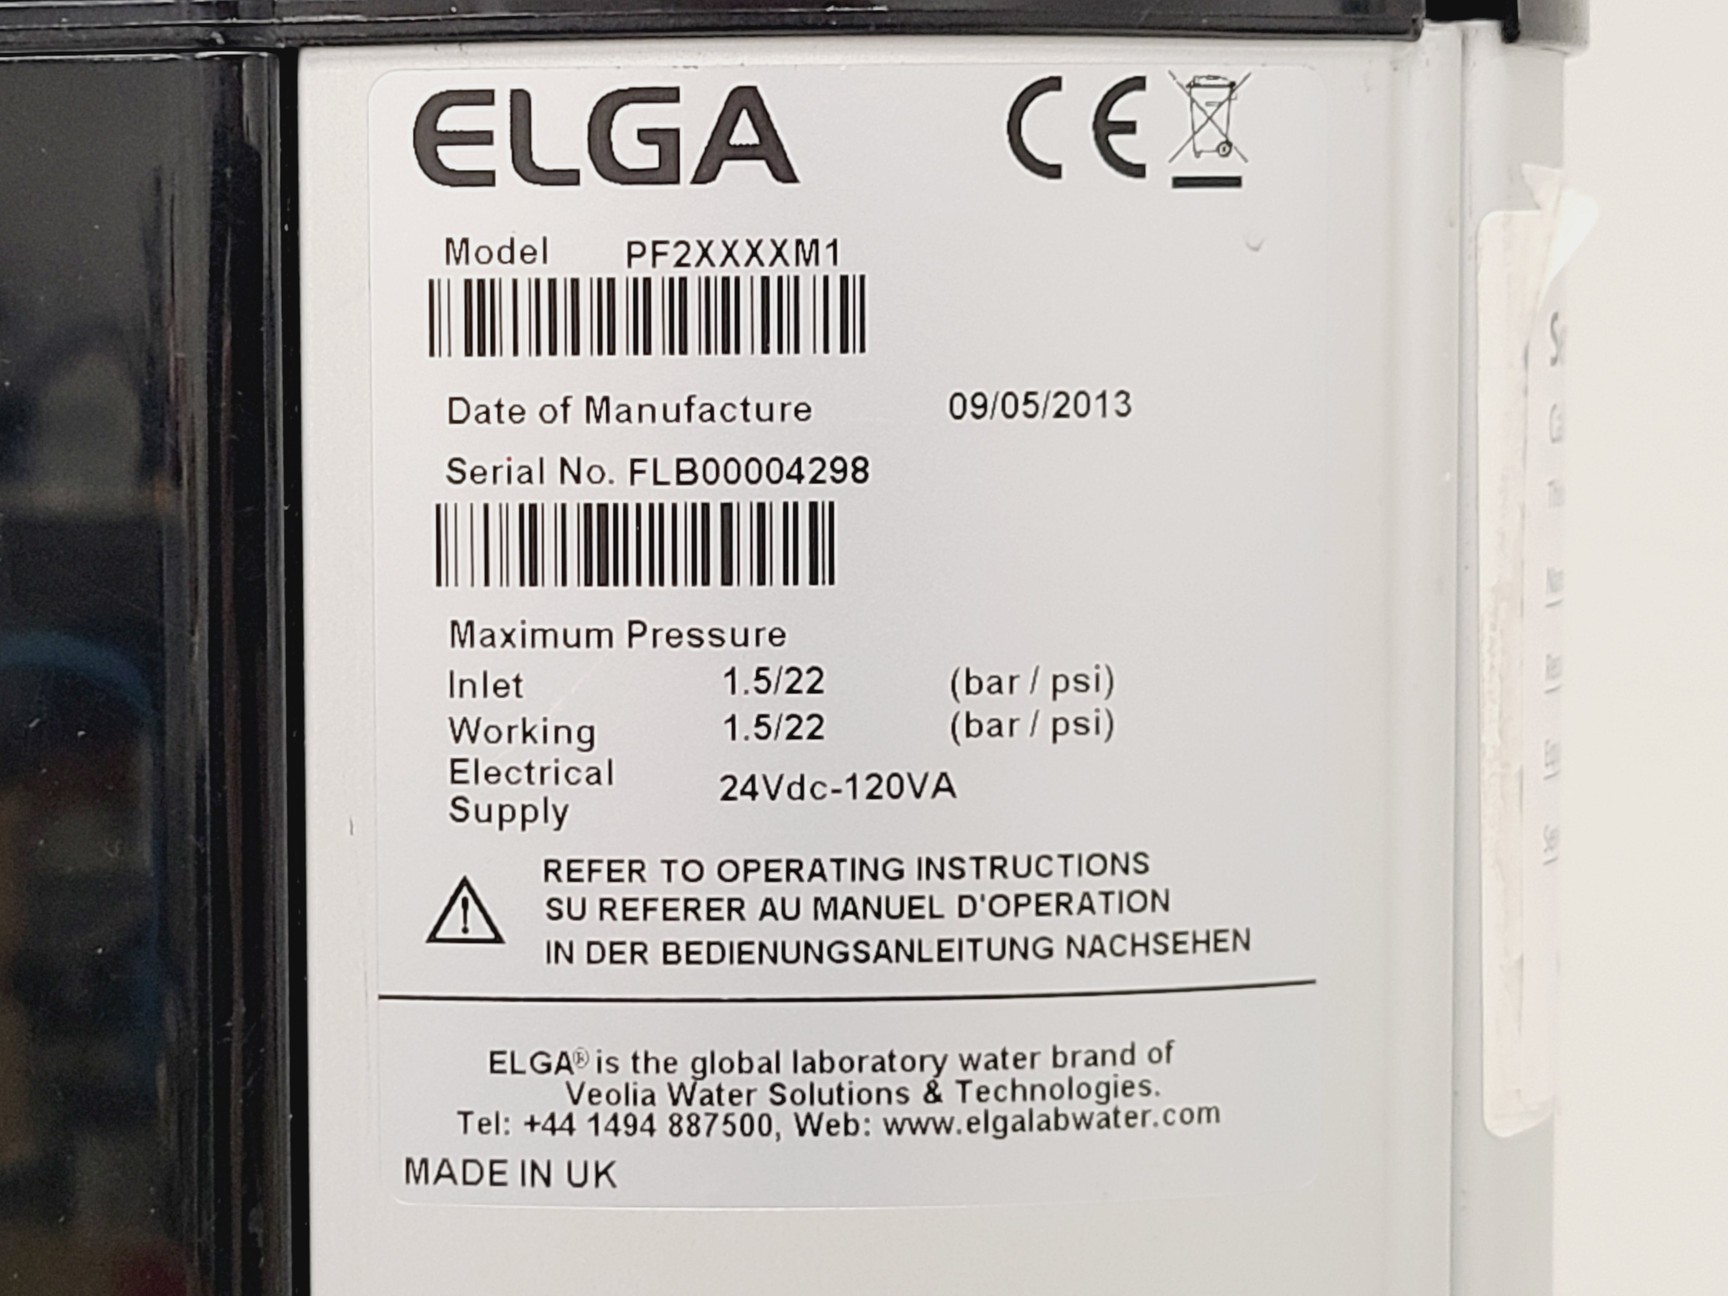 ELGA CE
Model PF2XXXXM1
Date of Manufacture 09/05/2013
Serial No. FLB00004298
Maximum Pressure
Inlet 1.5/22 (bar / psi)
Working 1.5/22 (bar / psi)
Electrical
Supply 24Vdc-120VA
REFER TO OPERATING INSTRUCTIONS
SU REFERER AU MANUEL D'OPERATION
IN DER BEDIENUNGSANLEITUNG NACHSEHEN
ELGA® is the global laboratory water brand of
Veolia Water Solutions & Technologies.
Tel: +44 1494 887500, Web: www.elgalabwater.com
MADE IN UK